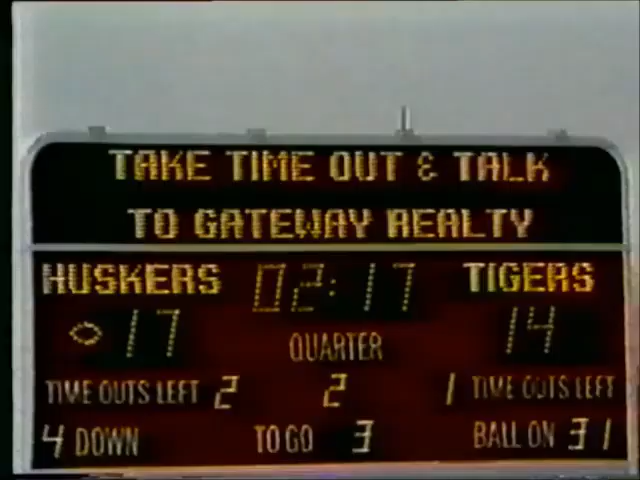 TAKE TIME OUT & TALK
TO GATEWAY REALTY
HUSKERS 02:17 TIGERS
17 QUARTER 14
TIME OUTS LEFT 2 2 1 TIME OUTS LEFT
4 DOWN TO GO 3 BALL ON 31